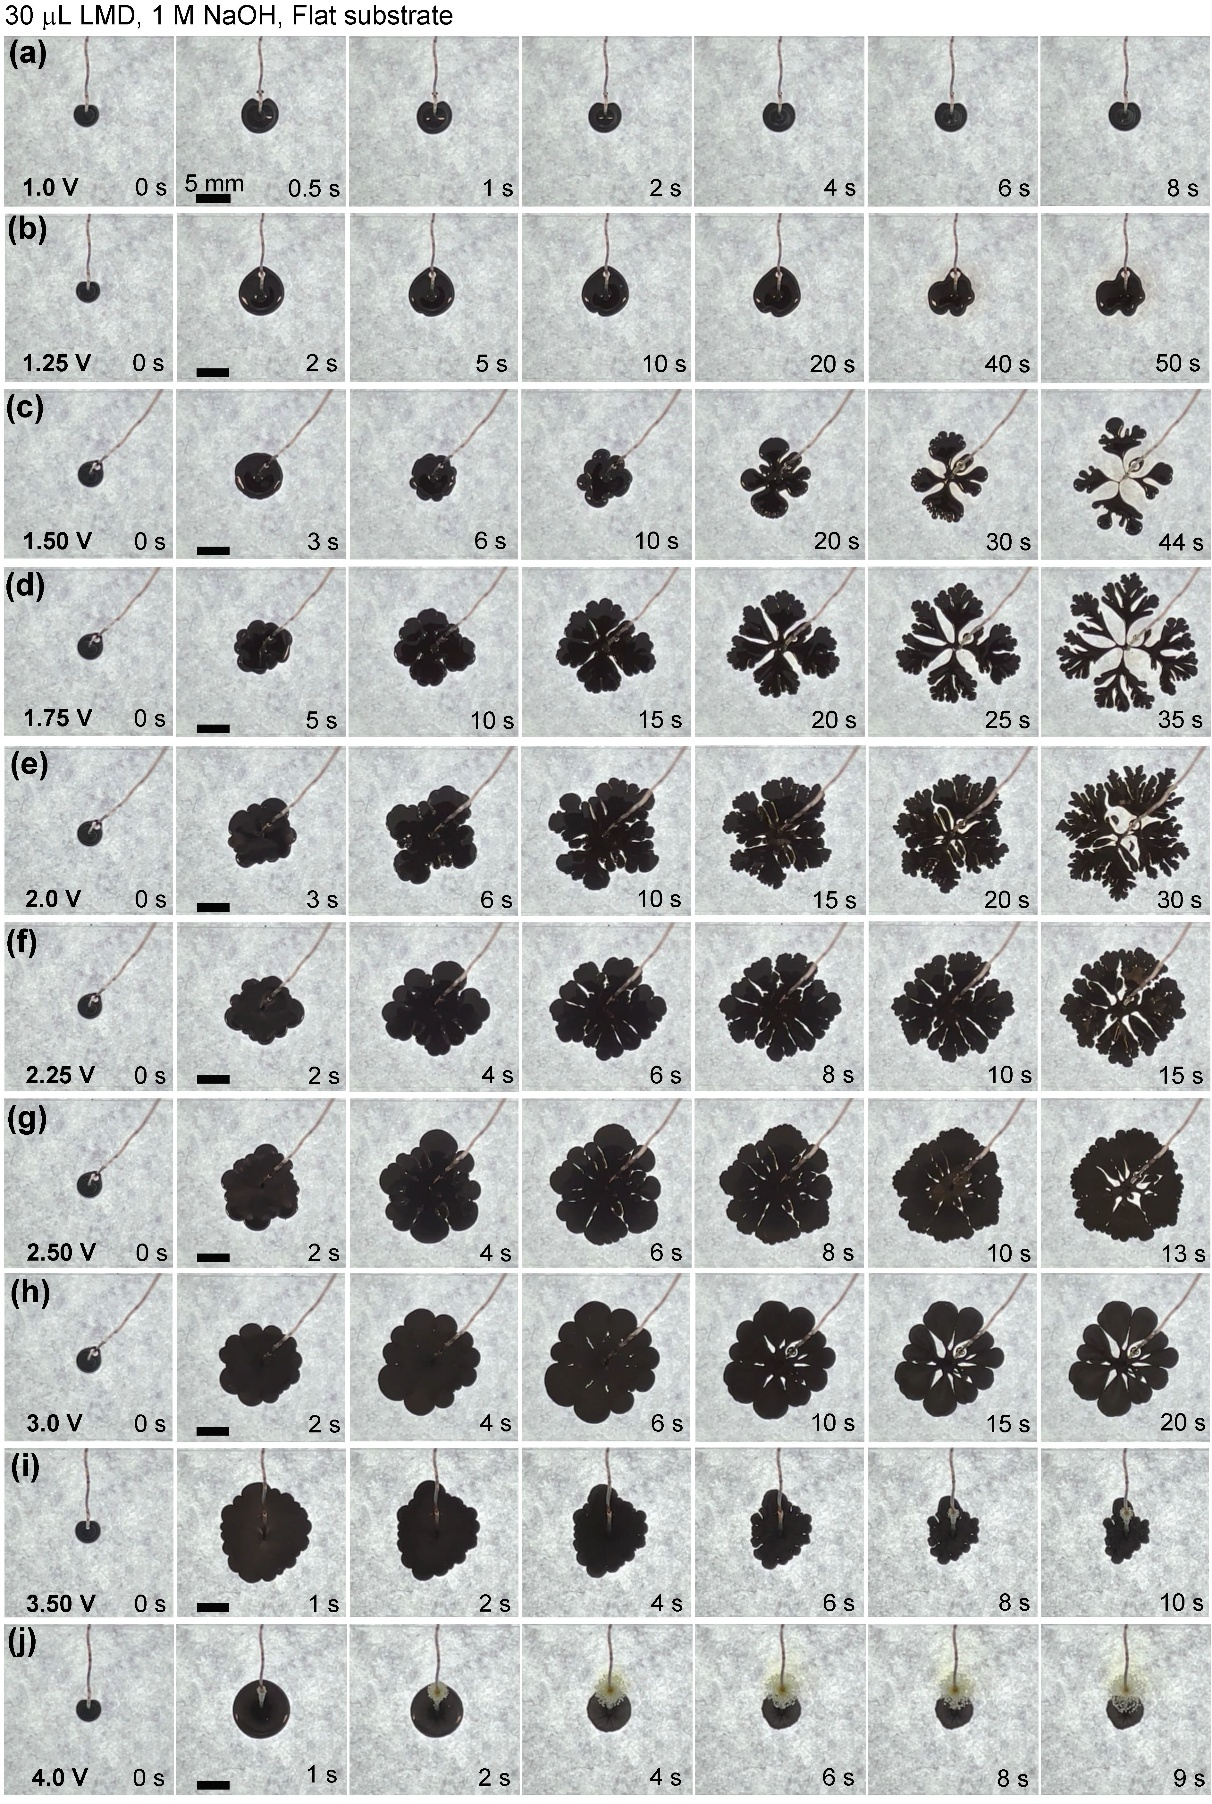 30 µL LMD, 1 M NaOH, Flat substrate
(a)
1.0 V 0 s 5 mm 0.5 s 1 s 2 s 4 s 6 s 8 s
(b)
1.25 V 0 s 2 s 5 s 10 s 20 s 40 s 50 s
(c)
1.50 V 0 s 3 s 6 s 10 s 20 s 30 s 44 s
(d)
1.75 V 0 s 5 s 10 s 15 s 20 s 25 s 35 s
(e)
2.0 V 0 s 3 s 6 s 10 s 15 s 20 s 30 s
(f)
2.25 V 0 s 2 s 4 s 6 s 8 s 10 s 15 s
(g)
2.50 V 0 s 2 s 4 s 6 s 8 s 10 s 13 s
(h)
3.0 V 0 s 2 s 4 s 6 s 10 s 15 s 20 s
(i)
3.50 V 0 s 1 s 2 s 4 s 6 s 8 s 10 s
(j)
4.0 V 0 s 1 s 2 s 4 s 6 s 8 s 9 s